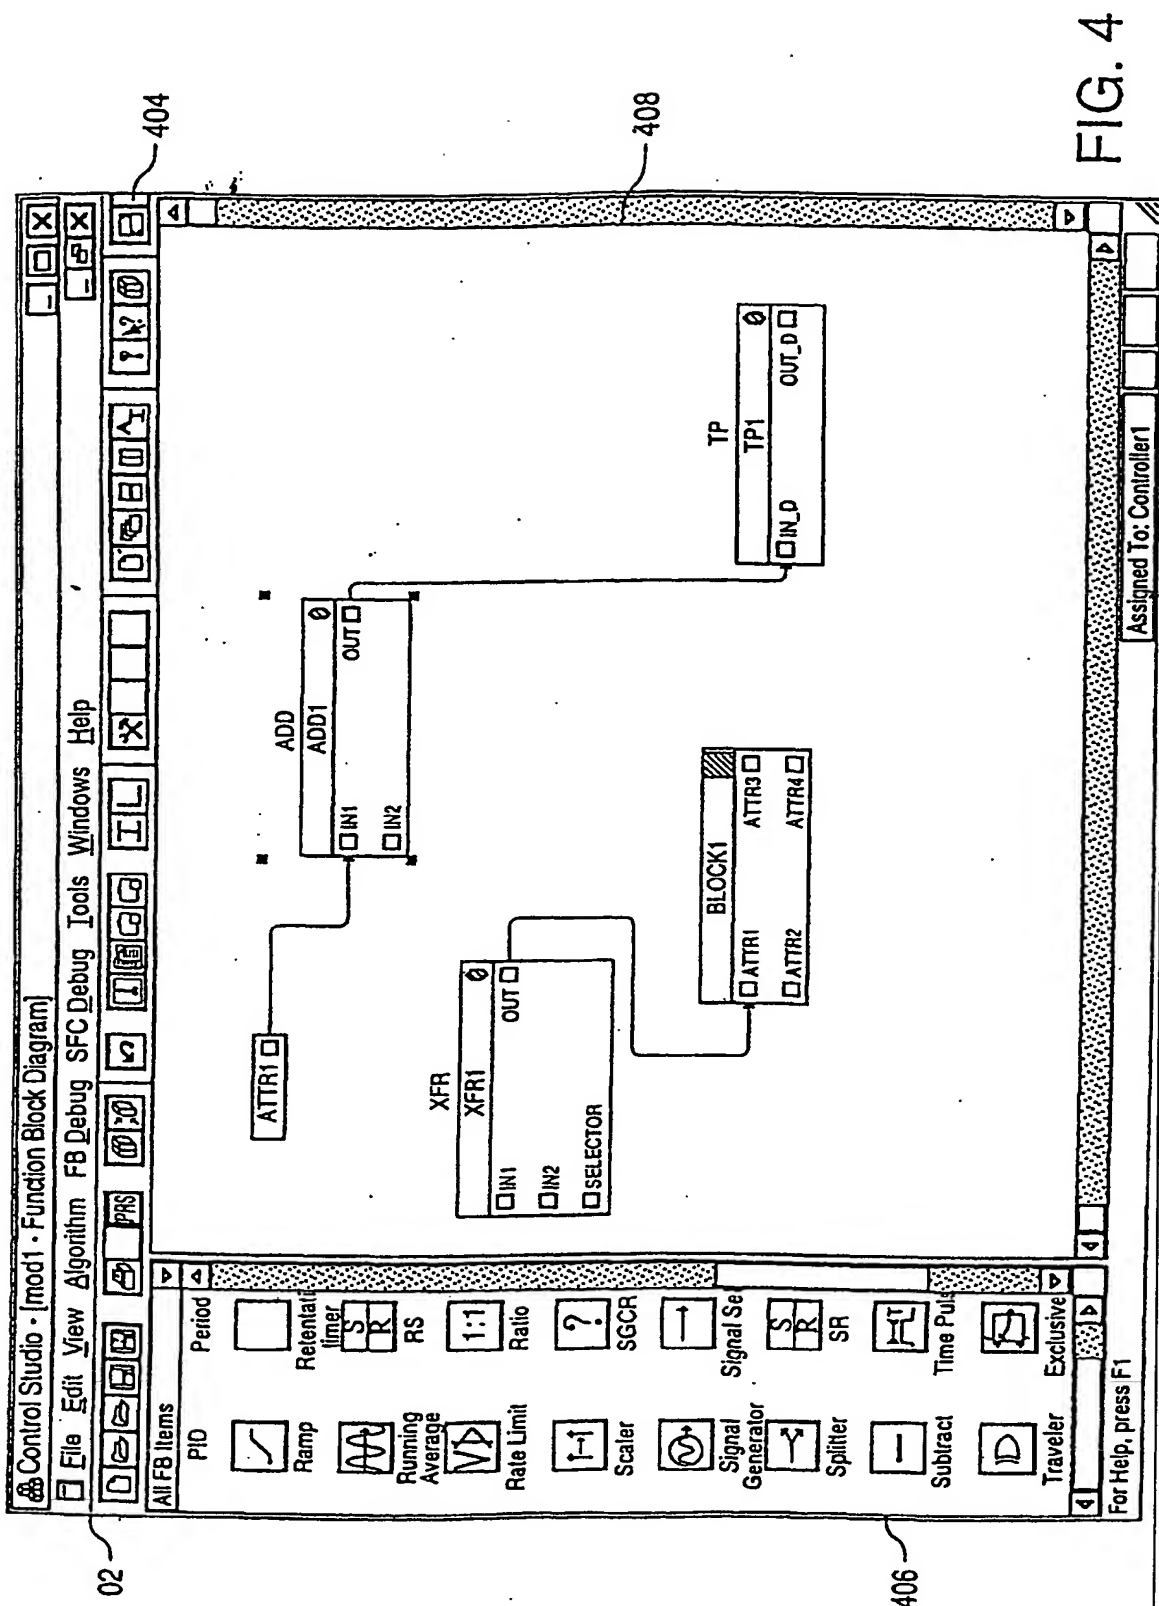 Control Studio - [mod1 - Function Block Diagram]
File Edit View Algorithm FB Debug SFC Debug Tools Windows Help
PRS
? ?
02
404
All FB Items
PID
Period
Ramp
Retentati
timer
Running
Average
S
R
RS
Rate Limit
1:1
Ratio
Scaler
?
SGCR
Signal
Generator
Signal Se
Splitter
S
R
SR
Subtract
Time Puls
Traveler
Exclusive
406
ATTR1
ADD
ADD1
IN1
OUT
IN2
XFR
XFR1
IN1
OUT
IN2
SELECTOR
BLOCK1
ATTR1
ATTR3
ATTR2
ATTR4
TP
TP1
IN_D
OUT_D
408
For Help, press F1
Assigned To: Controller1
FIG. 4